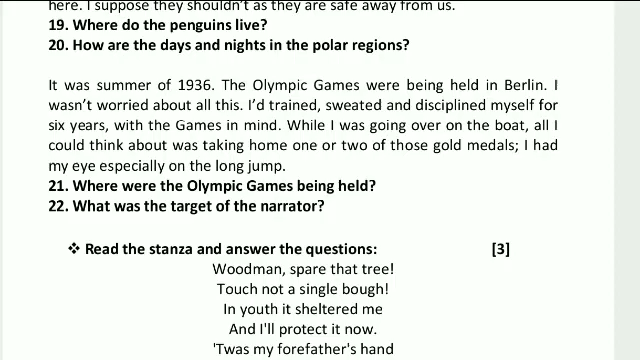 here. I suppose they shouldn't as they are safe away from us.
19. Where do the penguins live?
20. How are the days and nights in the polar regions?
It was summer of 1936. The Olympic Games were being held in Berlin. I
wasn't worried about all this. I'd trained, sweated and disciplined myself for
six years, with the Games in mind. While I was going over on the boat, all I
could think about was taking home one or two of those gold medals; I had
my eye especially on the long jump.
21. Where were the Olympic Games being held?
22. What was the target of the narrator?
❖ Read the stanza and answer the questions: [3]
Woodman, spare that tree!
Touch not a single bough!
In youth it sheltered me
And I'll protect it now.
'Twas my forefather's hand